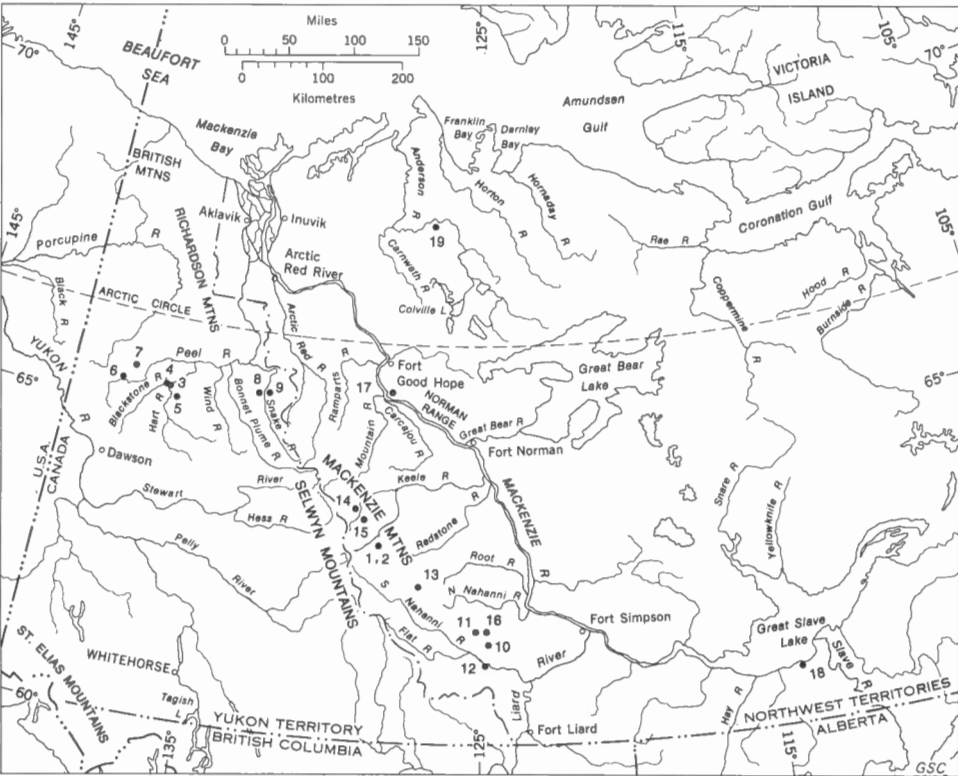 Miles
0 50 100 150
0 100 200
Kilometres
145°
70°
125°
115°
105°
70°
BEAUFORT
SEA
VICTORIA
ISLAND
Amundsen
Gulf
Mackenzie
Bay
Franklin
Bay
Darnley
Bay
BRITISH
MTNS
Anderson
R
Horton
R
Hornaday
R
145°
Aklavik
Inuvik
RICHARDSON MTNS
Porcupine R
19
Coronation Gulf
105°
Rae R
Arctic
Red River
Carnwath R
Colville L
Black R
ARCTIC CIRCLE
Coppermine
R
Hood R
Burnside R
Arctic
Red
R
YUKON
R
65°
7
6
4
3
5
Peel R
Blackstone R
Hart R
Wind
R
Bonnet Plume R
8
9
Snake
R
Ramparts
R
17
Fort
Good Hope
NORMAN
RANGE
Great Bear
Lake
65°
Mountain
R
Carcajou R
Great Bear R
Fort Norman
U.S.A.
CANADA
Dawson
Stewart
River
Hess R
SELWYN MOUNTAINS
MACKENZIE MTNS
Keele R
14
15
1,2
Redstone
R
MACKENZIE
R
Snare R
Yellowknife R
Pelly
River
Root R
13
N Nahanni R
S
Nahanni
R
11
16
10
12
Flat R
River
Fort Simpson
Great Slave
Lake
18
Slave
R
ST. ELIAS MOUNTAINS
WHITEHORSE
60°
Tagish
L
135°
YUKON TERRITORY
BRITISH COLUMBIA
Liard
125°
Fort Liard
Hay R
115°
NORTHWEST TERRITORIES
ALBERTA
GSC